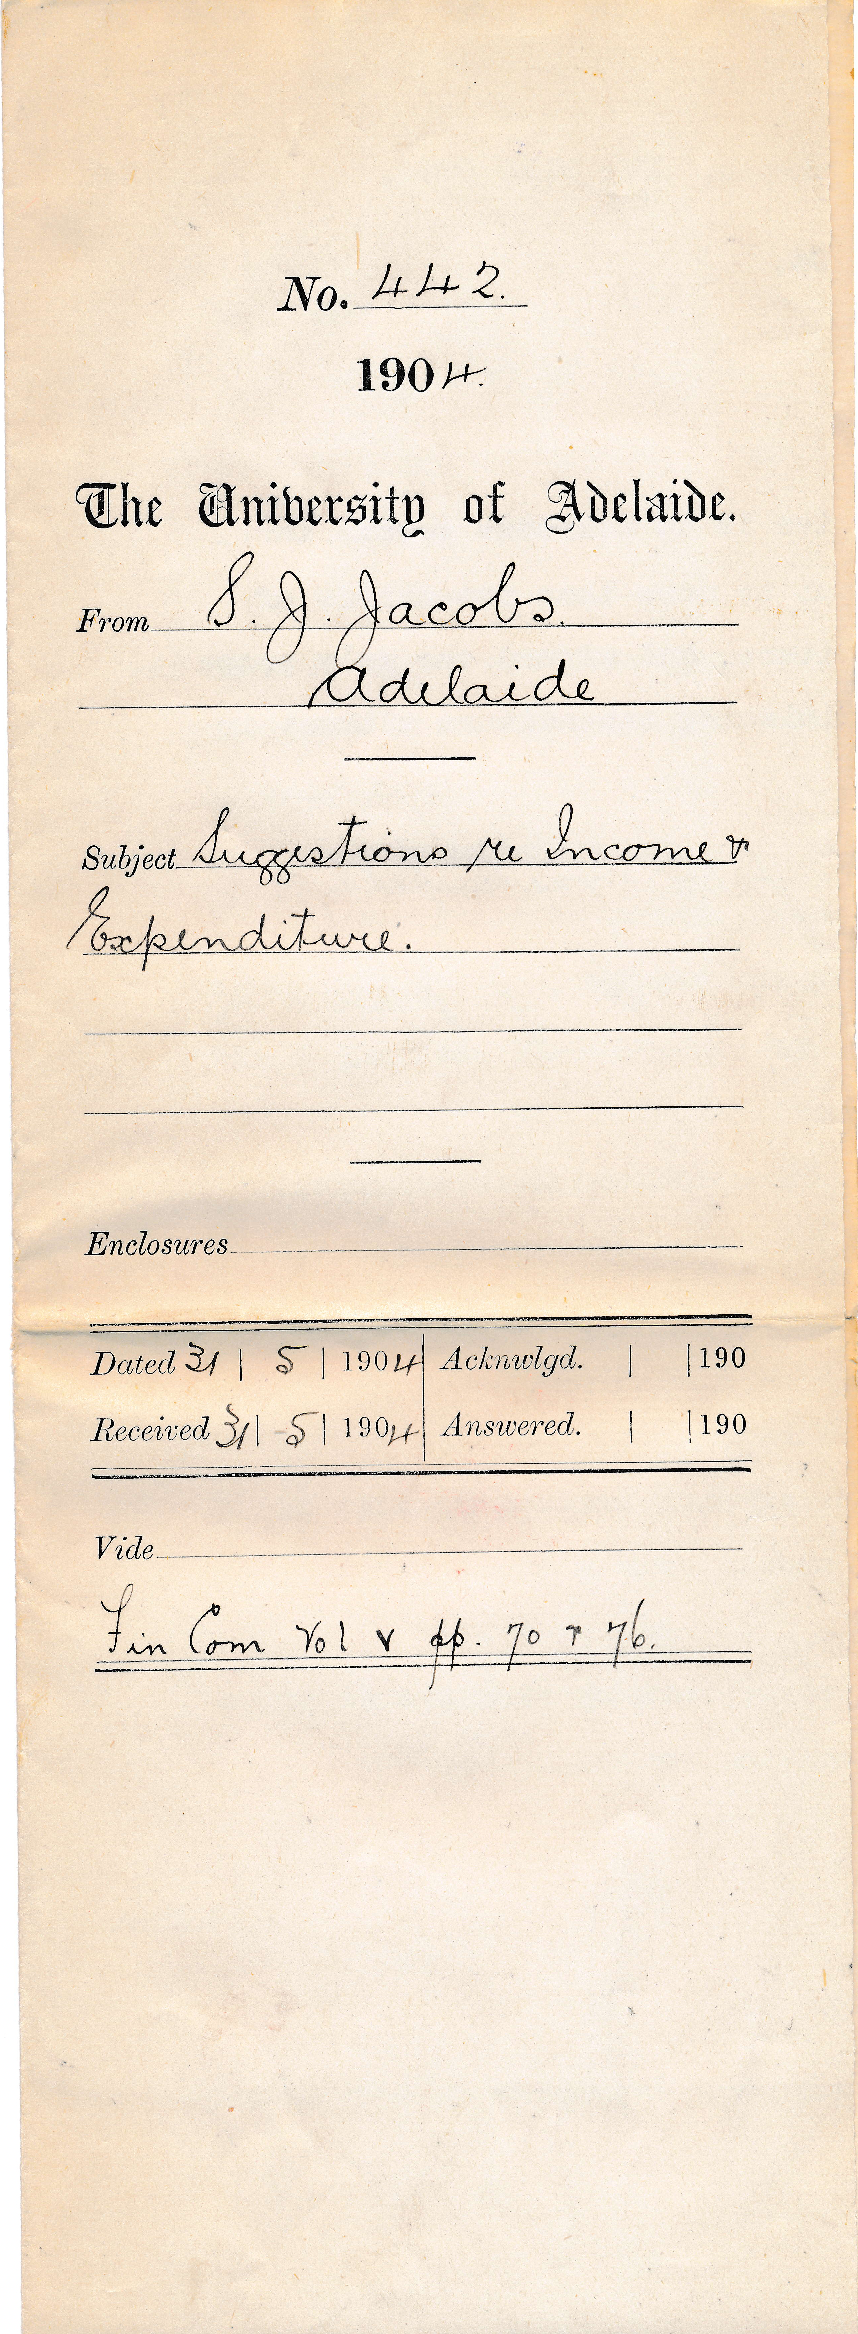 No. 442.
1904.
The University of Adelaide.
From S. J. Jacobs.
Adelaide
Subject Suggestions re Income &
Expenditure.
Enclosures
Dated 31 | 5 | 1904 Acknwlgd. | | 190
Received 31 | 5 | 1904 Answered. | | 190
Vide
Fin Com Vol V pp. 70 & 76.